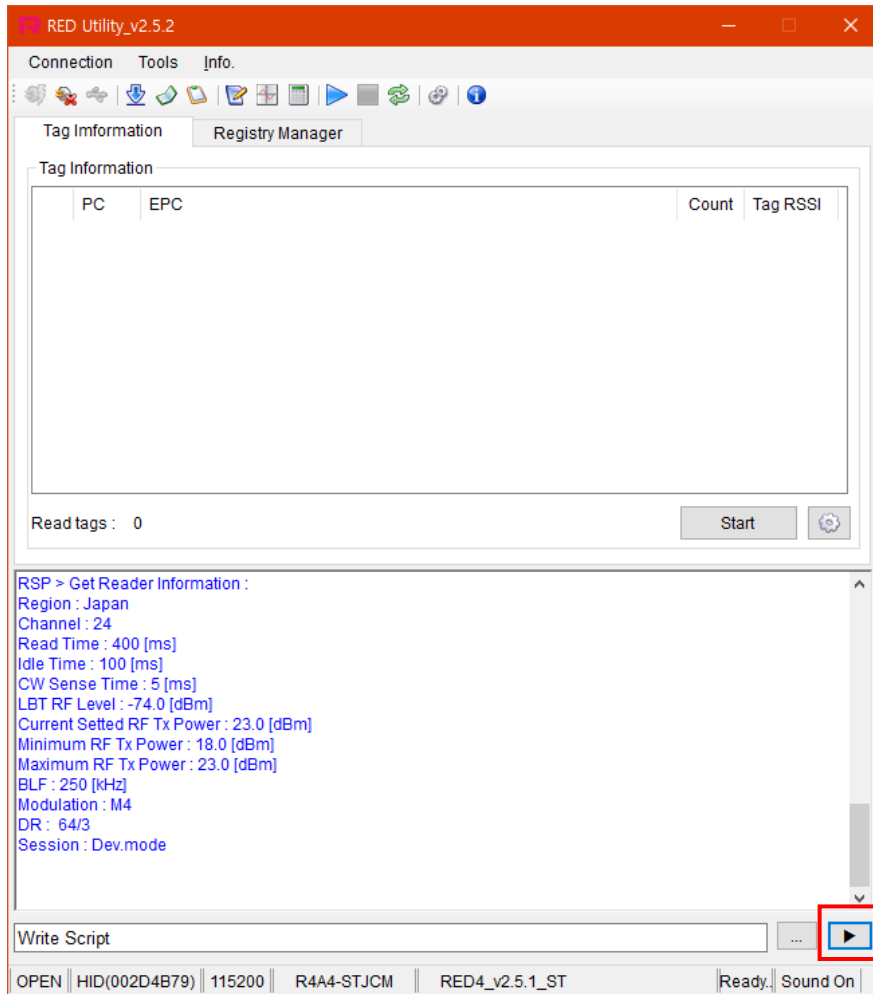 RED Utility_v2.5.2
Connection Tools Info.
Tag Imformation Registry Manager
Tag Information
PC EPC Count Tag RSSI
Read tags : 0 Start
RSP > Get Reader Information :
Region : Japan
Channel : 24
Read Time : 400 [ms]
Idle Time : 100 [ms]
CW Sense Time : 5 [ms]
LBT RF Level : -74.0 [dBm]
Current Setted RF Tx Power : 23.0 [dBm]
Minimum RF Tx Power : 18.0 [dBm]
Maximum RF Tx Power : 23.0 [dBm]
BLF : 250 [kHz]
Modulation : M4
DR : 64/3
Session : Dev.mode
Write Script ...
OPEN HID(002D4B79) 115200 R4A4-STJCM RED4_v2.5.1_ST Ready.. Sound On